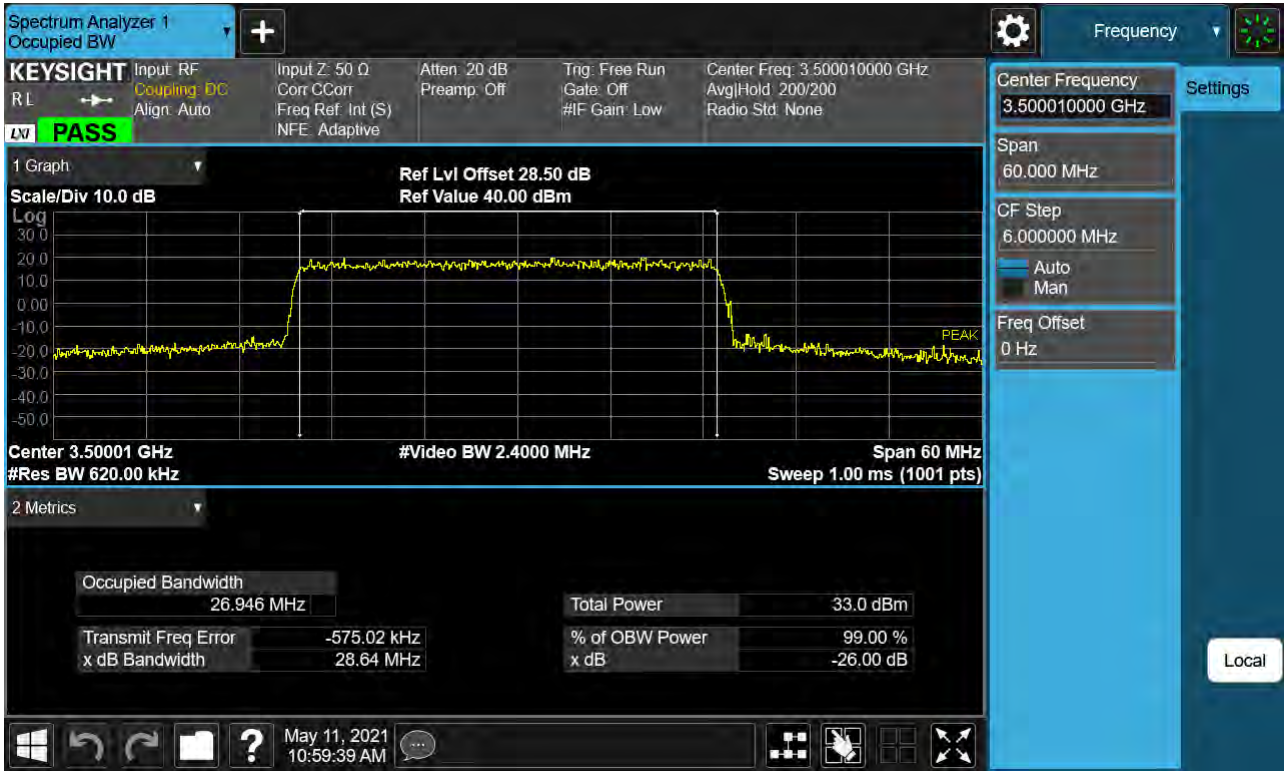 Spectrum Analyzer 1
Occupied BW
+
Frequency
KEYSIGHT
R L
LXI
PASS
Input: RF
Coupling: DC
Align: Auto
Input Z: 50 Ω
Corr CCorr
Freq Ref: Int (S)
NFE: Adaptive
Atten: 20 dB
Preamp: Off
Trig: Free Run
Gate: Off
#IF Gain: Low
Center Freq: 3.500010000 GHz
Avg|Hold: 200/200
Radio Std: None
Center Frequency
3.500010000 GHz
Settings
Span
60.000 MHz
CF Step
6.000000 MHz
Auto
Man
Freq Offset
0 Hz
Local
1 Graph
Scale/Div 10.0 dB
Ref Lvl Offset 28.50 dB
Ref Value 40.00 dBm
Log
30.0
20.0
10.0
0.00
-10.0
-20.0
-30.0
-40.0
-50.0
PEAK
Center 3.50001 GHz
#Video BW 2.4000 MHz
Span 60 MHz
#Res BW 620.00 kHz
Sweep 1.00 ms (1001 pts)
2 Metrics
Occupied Bandwidth
26.946 MHz
Total Power 33.0 dBm
Transmit Freq Error -575.02 kHz
% of OBW Power 99.00 %
x dB Bandwidth 28.64 MHz
x dB -26.00 dB
?
May 11, 2021
10:59:39 AM